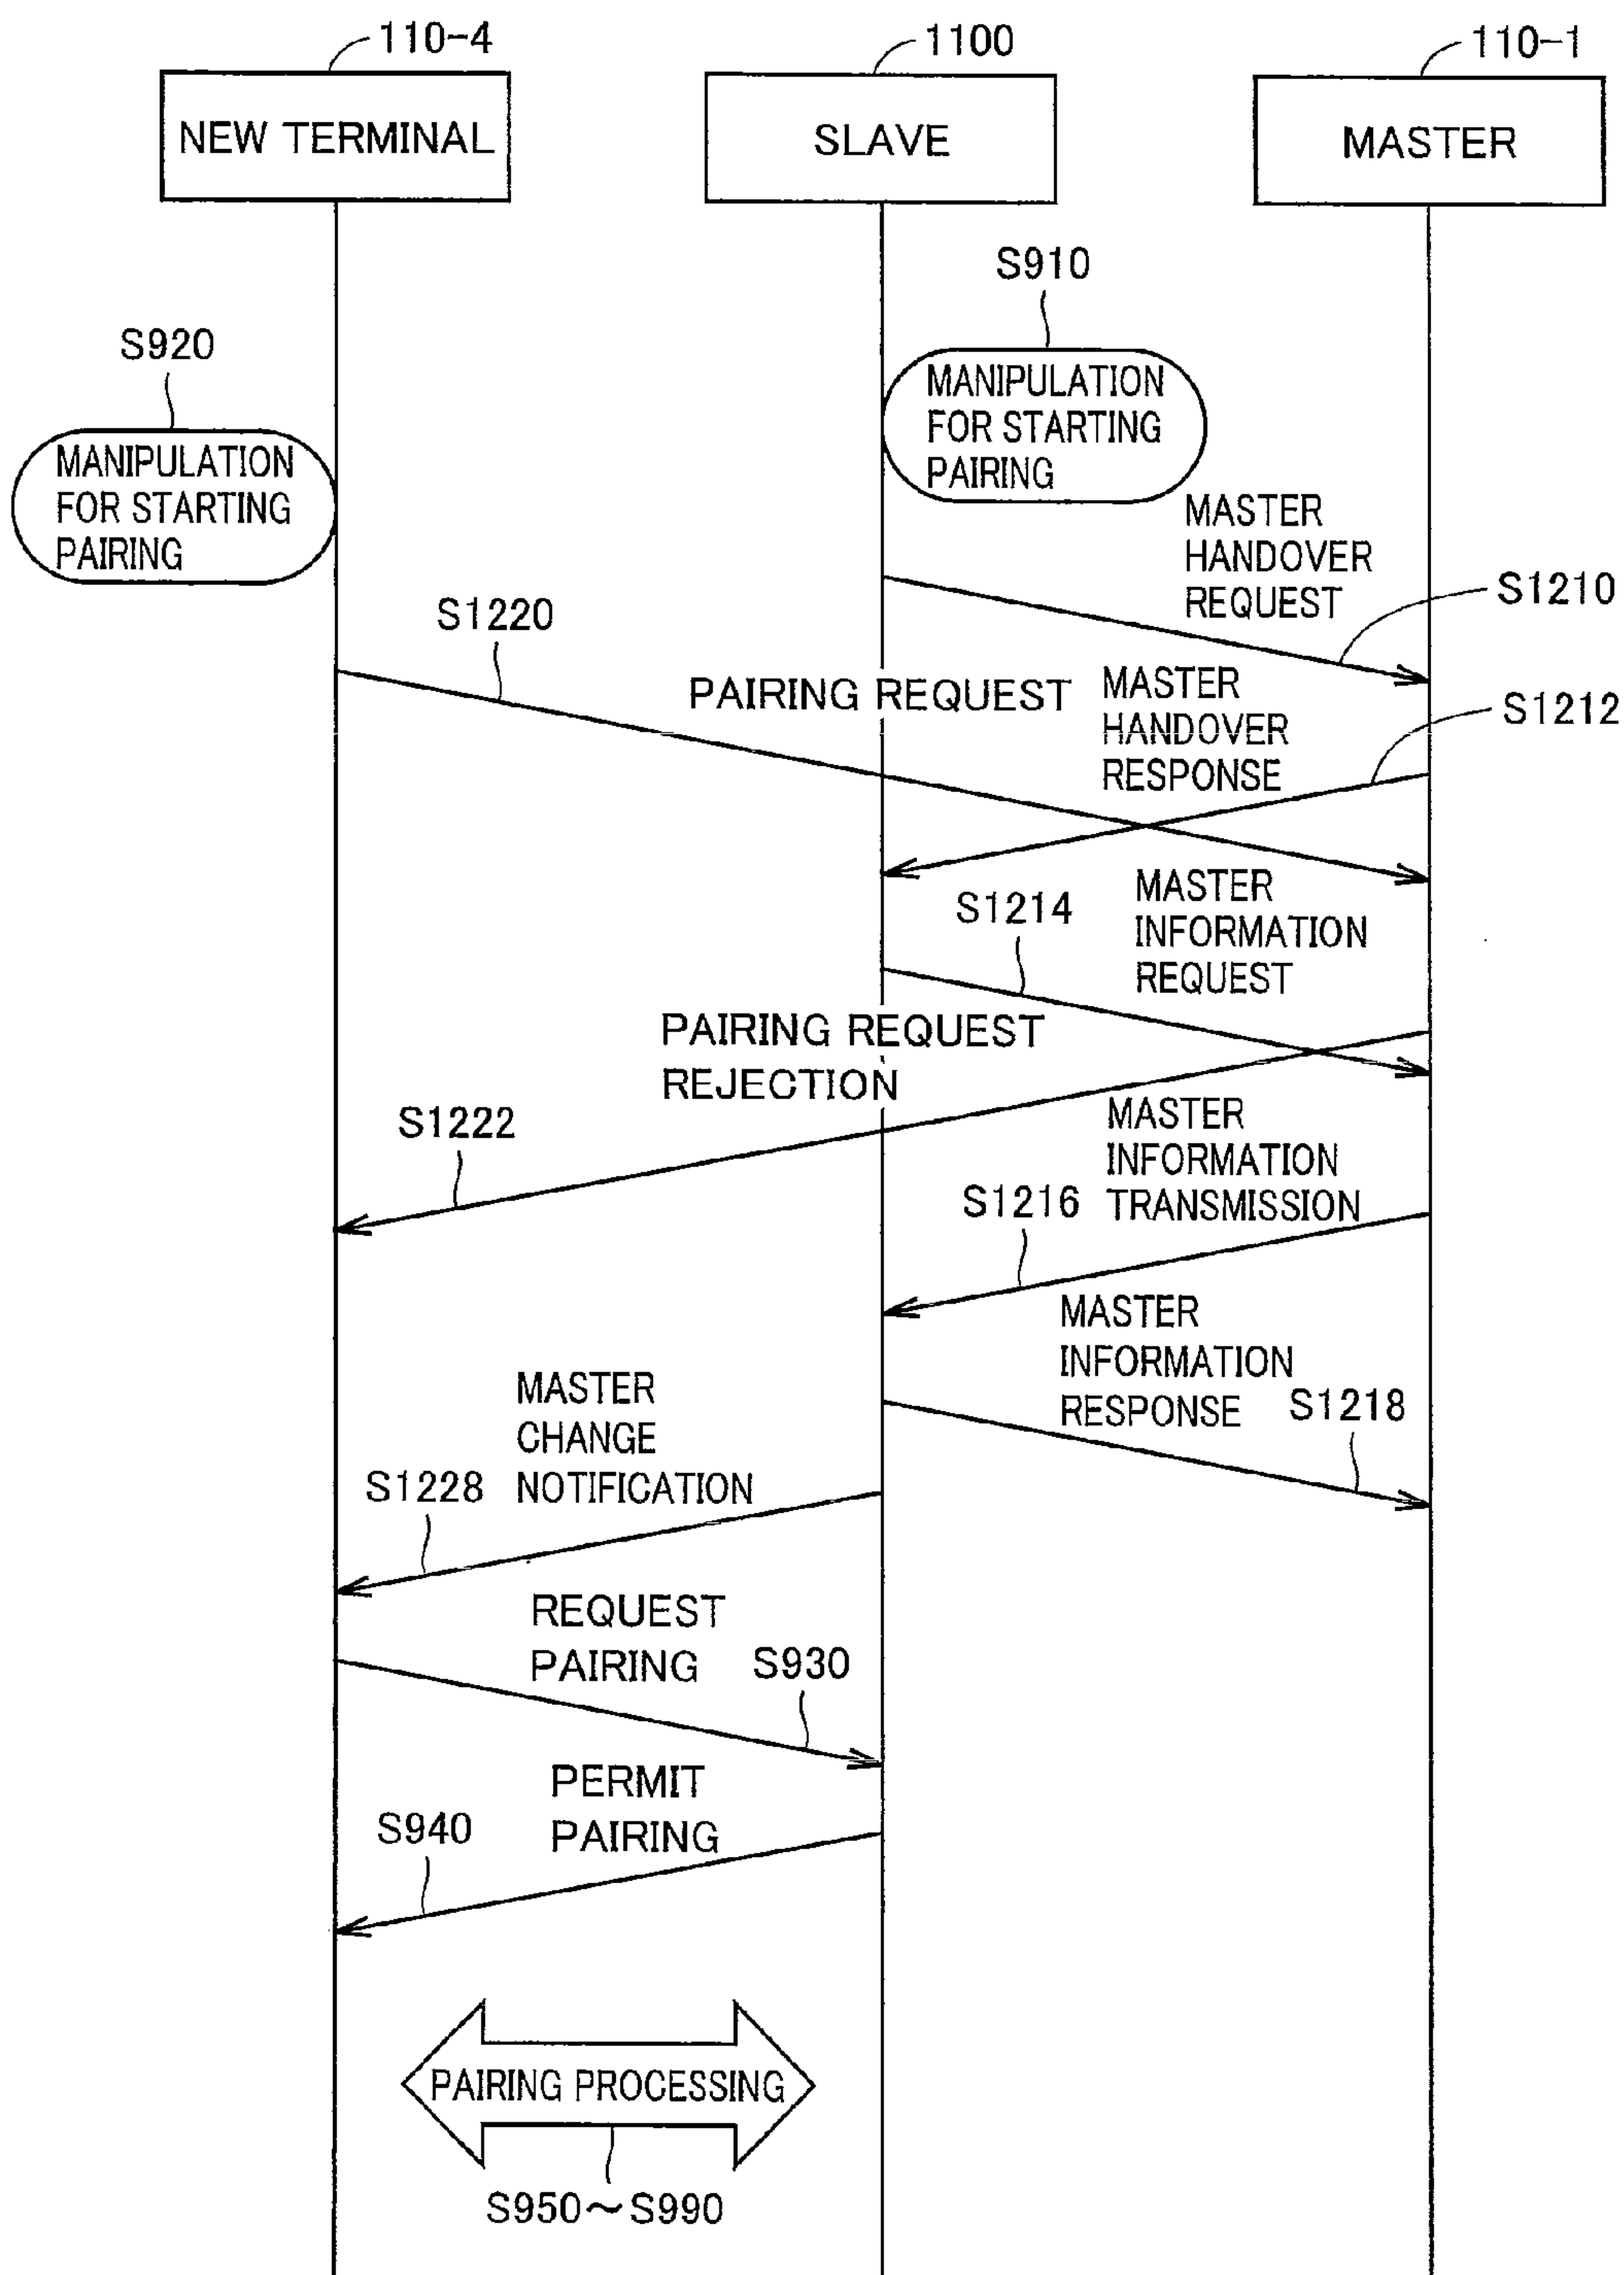 110-4
1100
110-1
NEW TERMINAL
SLAVE
MASTER
S910
S920
MANIPULATION
FOR STARTING
PAIRING
MANIPULATION
FOR STARTING
PAIRING
MASTER
HANDOVER
REQUEST
S1210
S1220
PAIRING REQUEST
MASTER
HANDOVER
RESPONSE
S1212
S1214
MASTER
INFORMATION
REQUEST
PAIRING REQUEST
REJECTION
S1222
MASTER
INFORMATION
TRANSMISSION
S1216
MASTER
INFORMATION
RESPONSE
S1218
MASTER
CHANGE
NOTIFICATION
S1228
REQUEST
PAIRING
S930
PERMIT
PAIRING
S940
PAIRING PROCESSING
S950～S990